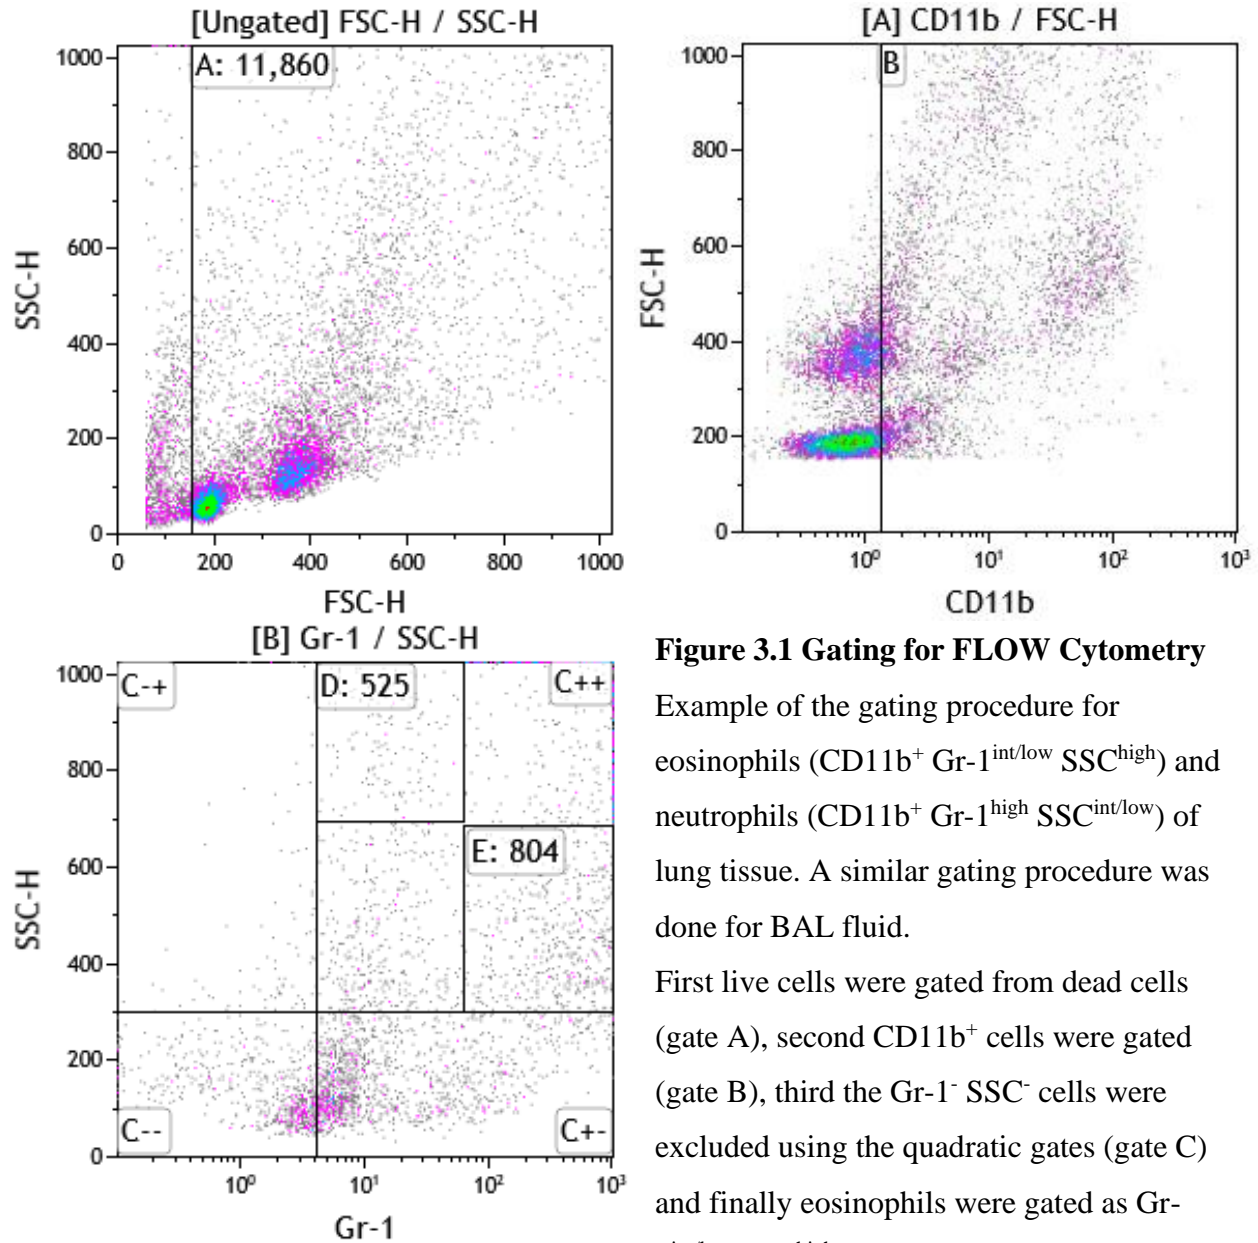 [Ungated] FSC-H / SSC-H
A: 11,860
1000
800
600
400
200
0
SSC-H
0 200 400 600 800 1000
FSC-H
[A] CD11b / FSC-H
B
1000
800
600
400
200
0
FSC-H
10⁰ 10¹ 10² 10³
CD11b
[B] Gr-1 / SSC-H
C-+
D: 525
C++
E: 804
C--
C+-
1000
800
600
400
200
0
SSC-H
10⁰ 10¹ 10² 10³
Gr-1
Figure 3.1 Gating for FLOW Cytometry
Example of the gating procedure for
eosinophils (CD11b⁺ Gr-1^int/low SSC^high) and
neutrophils (CD11b⁺ Gr-1^high SSC^int/low) of
lung tissue. A similar gating procedure was
done for BAL fluid.
First live cells were gated from dead cells
(gate A), second CD11b⁺ cells were gated
(gate B), third the Gr-1⁻ SSC⁻ cells were
excluded using the quadratic gates (gate C)
and finally eosinophils were gated as Gr-